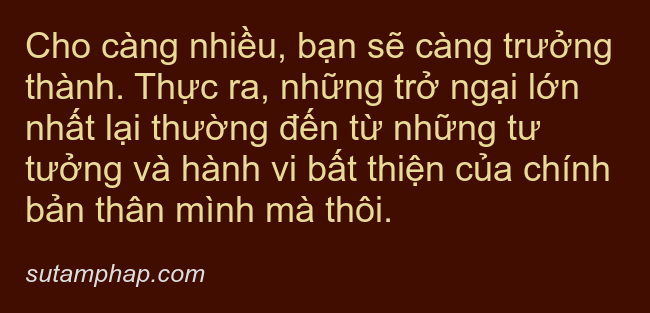 Cho càng nhiều, bạn sẽ càng trưởng
thành. Thực ra, những trở ngại lớn
nhất lại thường đến từ những tư
tưởng và hành vi bất thiện của chính
bản thân mình mà thôi.
sutamphap.com